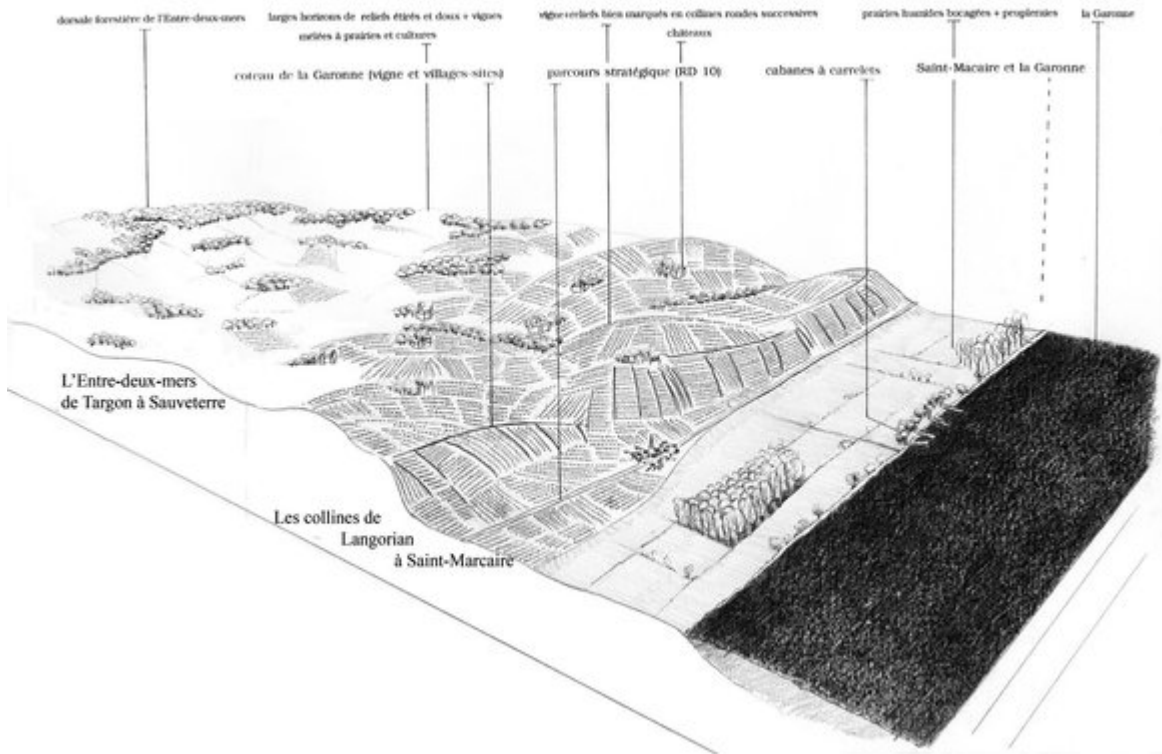 dorsale forestière de l'Entre-deux-mers
larges horizons de reliefs étirés et doux + vignes
mêlées à prairies et cultures
vigne+reliefs bien marqués en collines rondes successives
châteaux
prairies humides bocagées + peupleraies
la Garonne
coteau de la Garonne (vigne et villages-sites)
parcours stratégique (RD 10)
cabanes à carrelets
Saint-Macaire et la Garonne
L'Entre-deux-mers
de Targon à Sauveterre
Les collines de
Langorian
à Saint-Marcaire